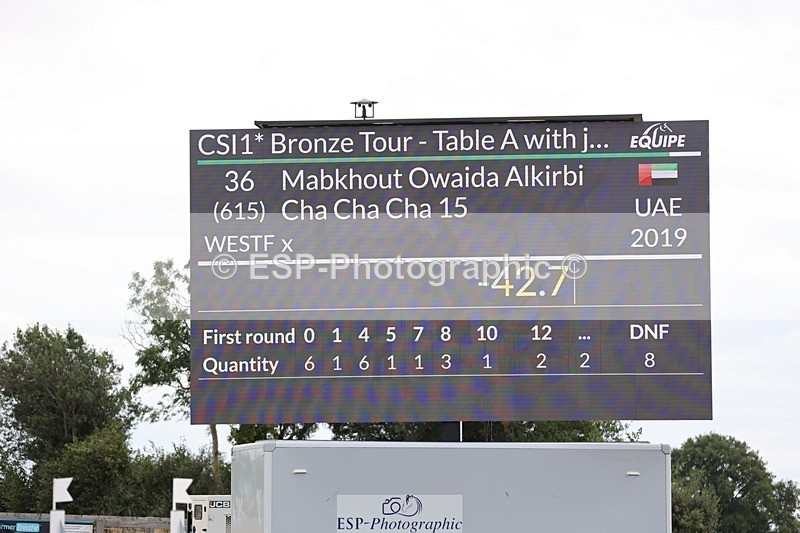 CSI1* Bronze Tour - Table A with j... EQUIPE
36 Mabkhout Owaida Alkirbi
(615) Cha Cha Cha 15 UAE
WESTF x 2019
© ESP-Photographic ©
-42.7
First round 0 1 4 5 7 8 10 12 ... DNF
Quantity 6 1 6 1 1 3 1 2 2 8
JCB
ESP-Photographic